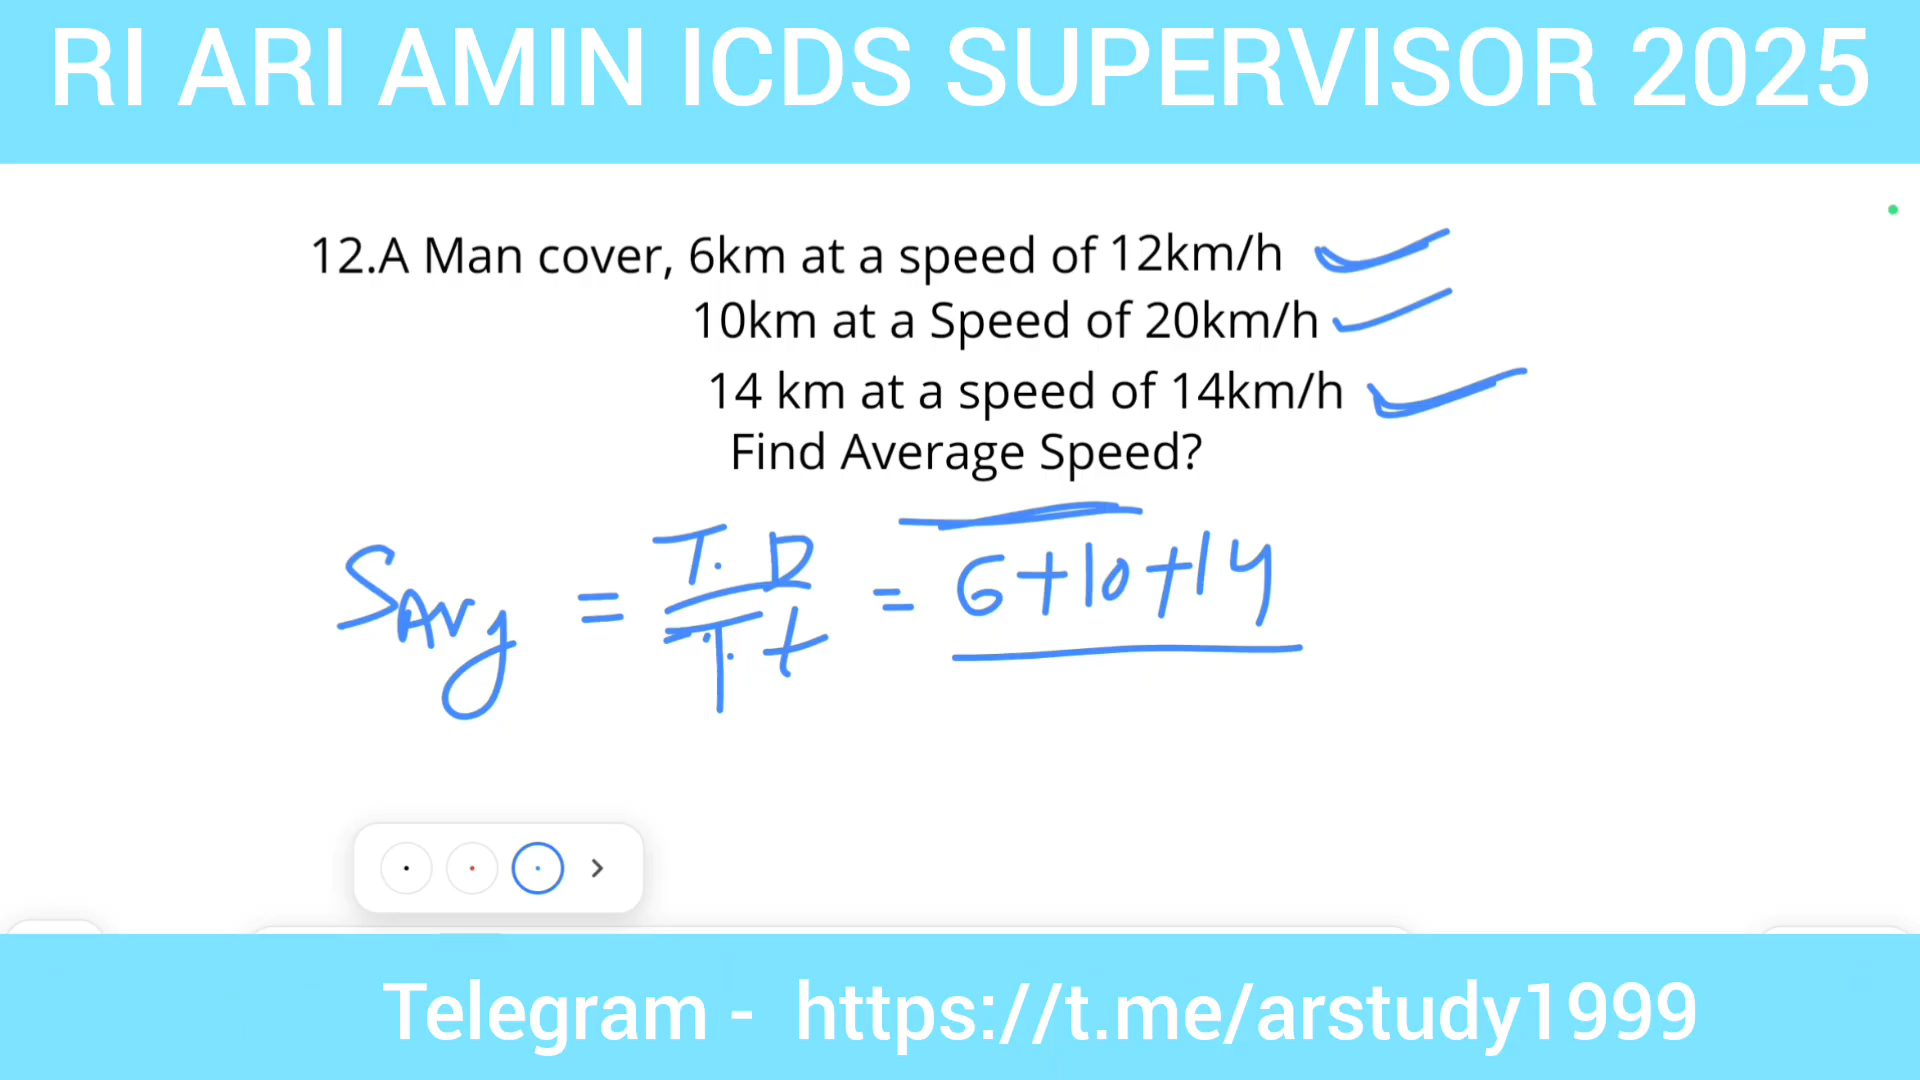 RI ARI AMIN ICDS SUPERVISOR 2025
12.A Man cover, 6km at a speed of 12km/h
10km at a Speed of 20km/h
14 km at a speed of 14km/h
Find Average Speed?
SAvg = T.D / T.t = 6+10+14
Telegram - https://t.me/arstudy1999